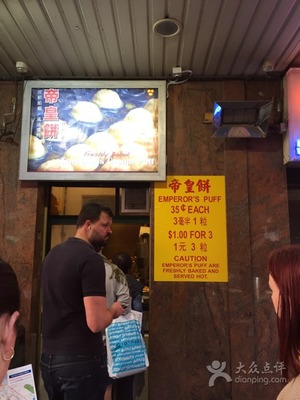 帝皇餅
Freshly Baked
帝皇餅
EMPEROR'S PUFF
35¢ EACH
3毫半 1 粒
$1.00 FOR 3
1元 3 粒
CAUTION
EMPEROR'S PUFF ARE
FRESHLY BAKED AND
SERVED HOT.
大众点评
dianping.com